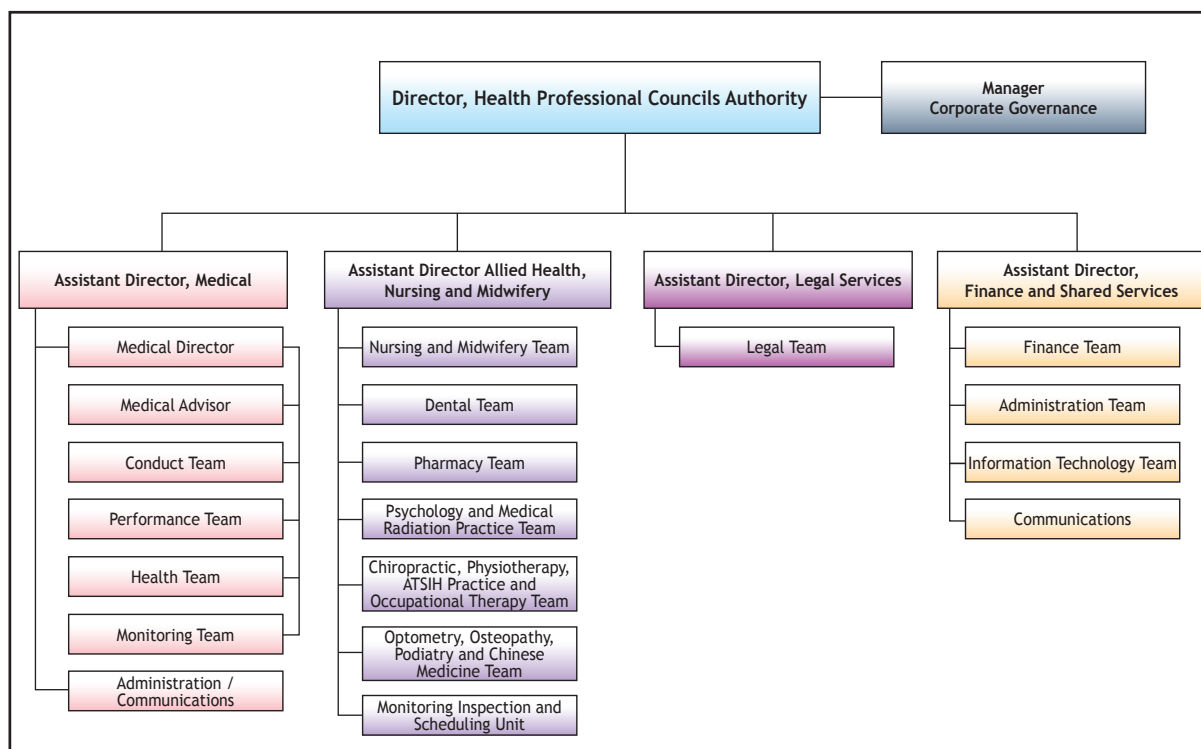 Director, Health Professional Councils Authority
Manager
Corporate Governance
Assistant Director, Medical
Medical Director
Medical Advisor
Conduct Team
Performance Team
Health Team
Monitoring Team
Administration /
Communications
Assistant Director Allied Health,
Nursing and Midwifery
Nursing and Midwifery Team
Dental Team
Pharmacy Team
Psychology and Medical
Radiation Practice Team
Chiropractic, Physiotherapy,
ATSIH Practice and
Occupational Therapy Team
Optometry, Osteopathy,
Podiatry and Chinese
Medicine Team
Monitoring Inspection and
Scheduling Unit
Assistant Director, Legal Services
Legal Team
Assistant Director,
Finance and Shared Services
Finance Team
Administration Team
Information Technology Team
Communications